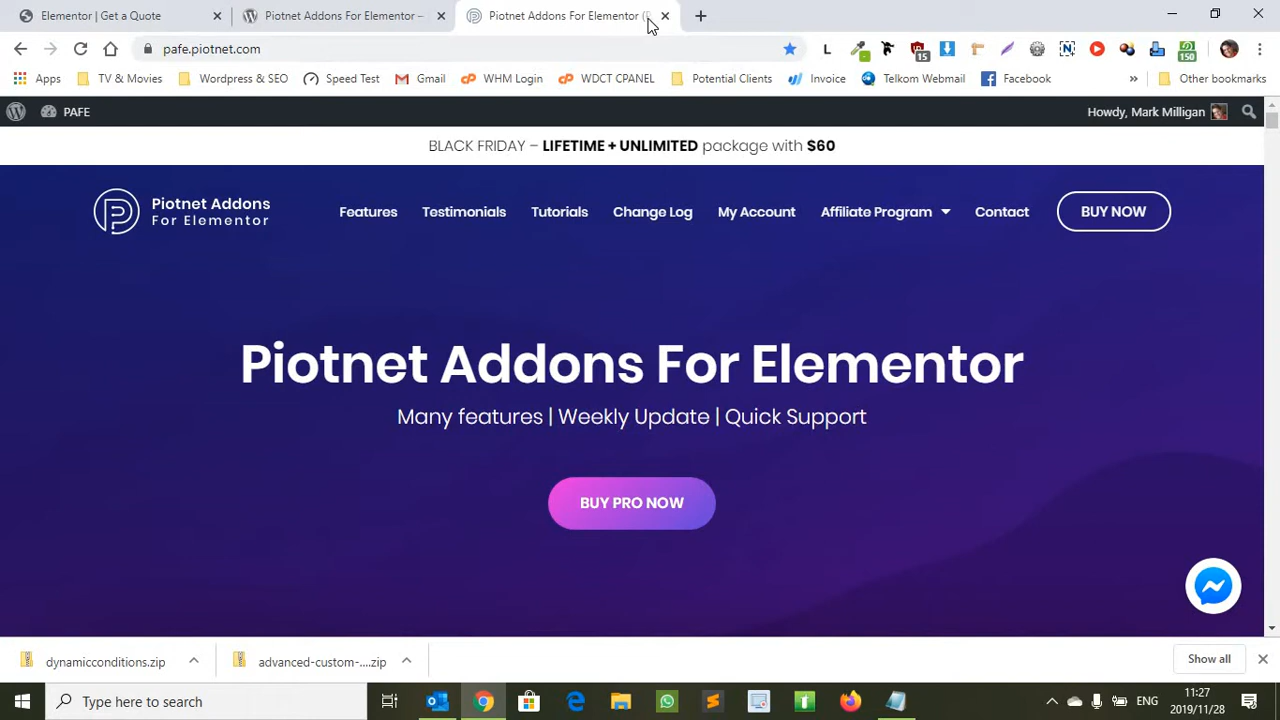 Elementor | Get a Quote
Piotnet Addons For Elementor –
Piotnet Addons For Elementor (
pafe.piotnet.com
L
15
150
Apps
TV & Movies
Wordpress & SEO
Speed Test
Gmail
WHM Login
WDCT CPANEL
Potential Clients
Invoice
Telkom Webmail
Facebook
»
Other bookmarks
PAFE
Howdy, Mark Milligan
BLACK FRIDAY – LIFETIME + UNLIMITED package with $60
Piotnet Addons
For Elementor
Features
Testimonials
Tutorials
Change Log
My Account
Affiliate Program
Contact
BUY NOW
Piotnet Addons For Elementor
Many features | Weekly Update | Quick Support
BUY PRO NOW
dynamicconditions.zip
advanced-custom-....zip
Show all
Type here to search
ENG
11:27
2019/11/28